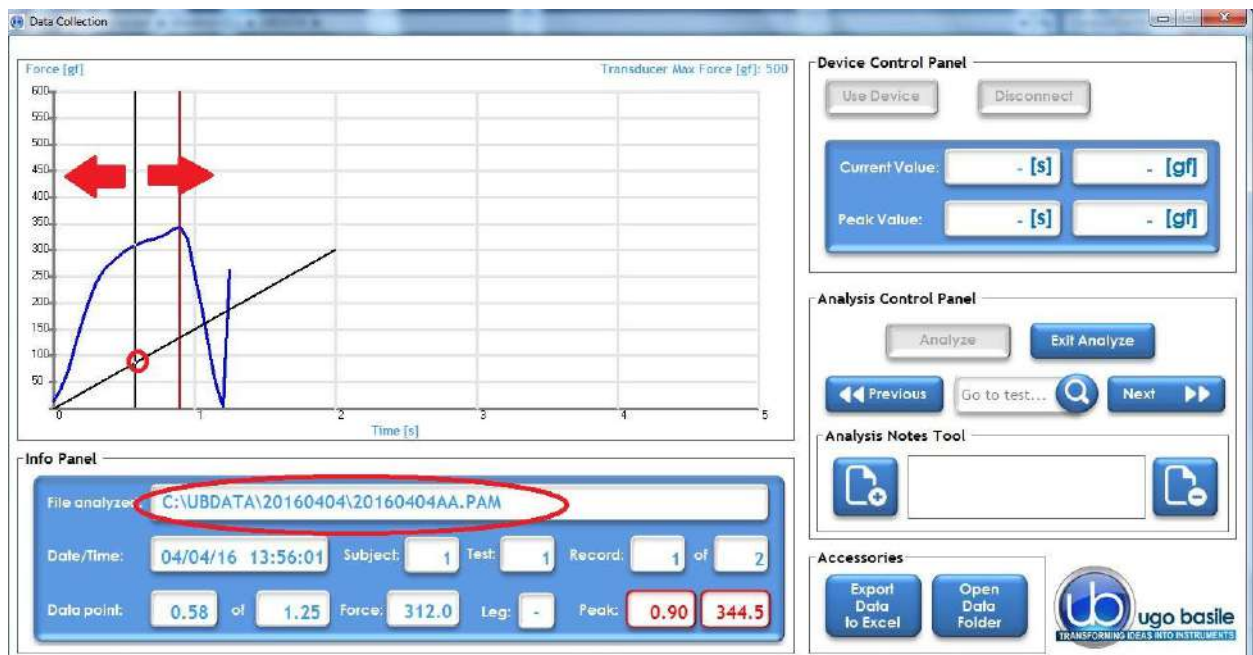 Data Collection
Force [gf]
Transducer Max Force [gf]: 500
600
550
500
450
400
350
300
250
200
150
100
50
0 1 2 3 4 5
Time [s]
Info Panel
File analyzed: C:\UBDATA\20160404\20160404AA.PAM
Date/Time: 04/04/16 13:56:01 Subject: 1 Test: 1 Record: 1 of 2
Data point: 0.58 of 1.25 Force: 312.0 Leg: - Peak: 0.90 344.5
Device Control Panel
Use Device Disconnect
Current Value: - [s] - [gf]
Peak Value: - [s] - [gf]
Analysis Control Panel
Analyze Exit Analyze
Previous Go to test... Next
Analysis Notes Tool
Accessories
Export
Data
to Excel
Open
Data
Folder
ub ugo basile
TRANSFORMING IDEAS INTO INSTRUMENTS